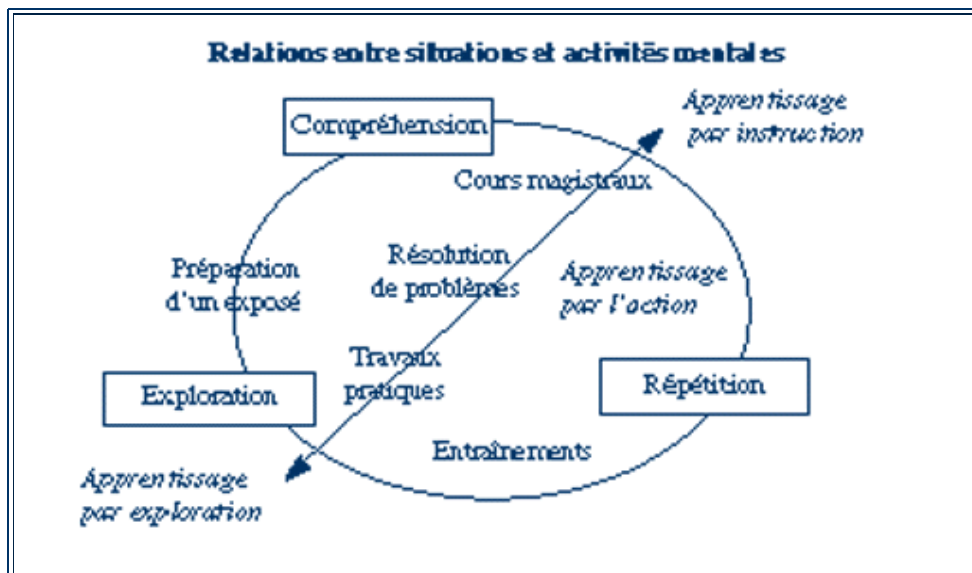 Relations entre situations et activités mentales
Apprentissage
par instruction
Compréhension
Cours magistraux
Préparation
d'un exposé
Résolution
de problèmes
Apprentissage
par l'action
Travaux
pratiques
Exploration
Répétition
Entraînements
Apprentissage
par exploration